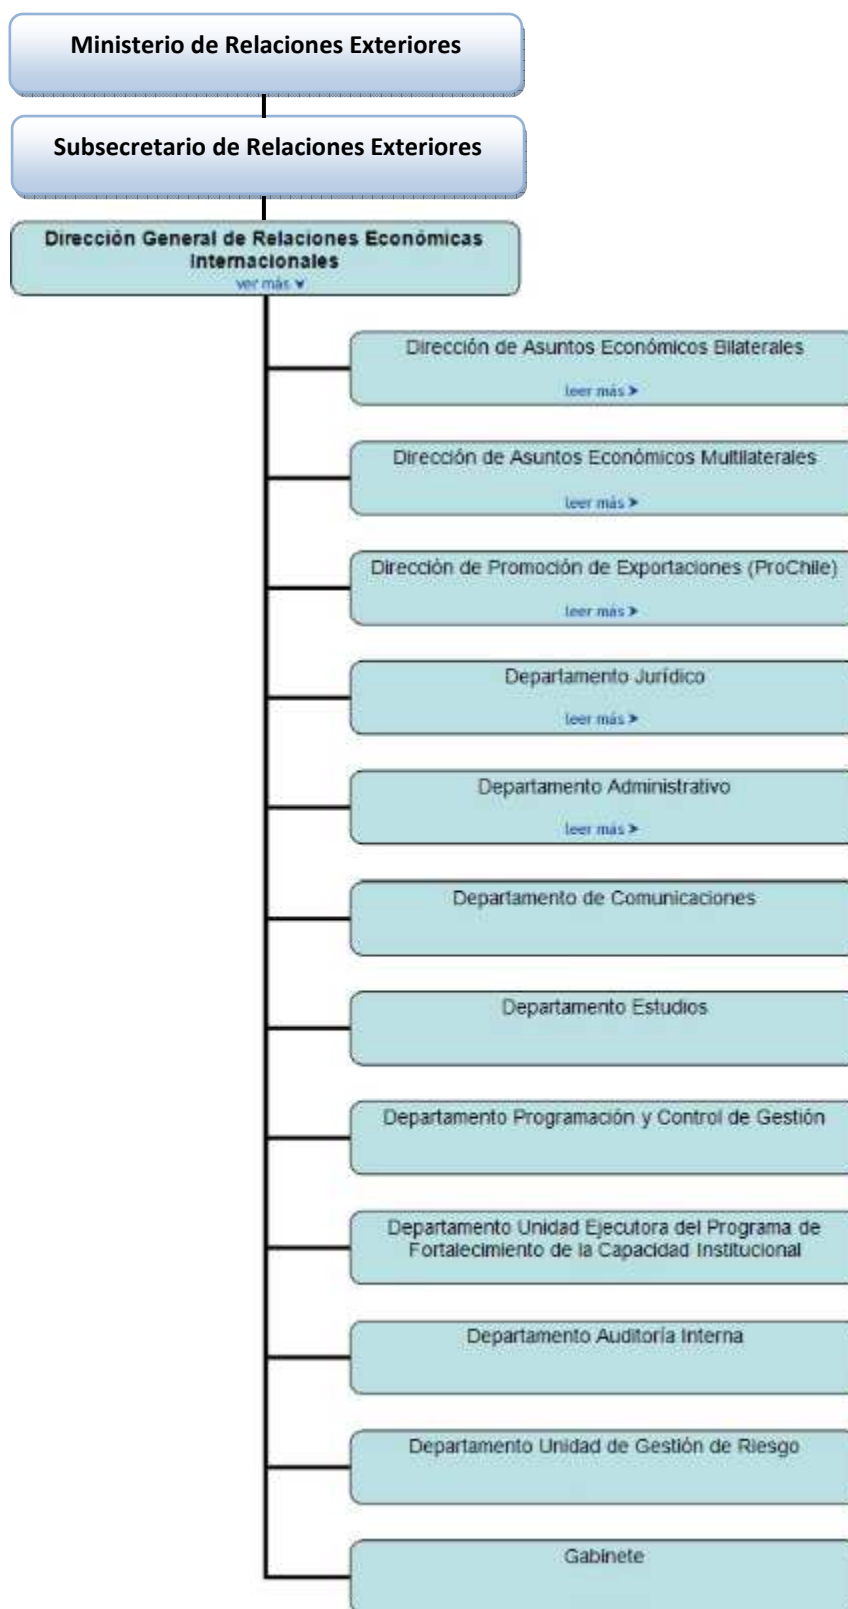 Ministerio de Relaciones Exteriores
Subsecretario de Relaciones Exteriores
Dirección General de Relaciones Económicas
Internacionales
ver más
Dirección de Asuntos Económicos Bilaterales
leer más
Dirección de Asuntos Económicos Multilaterales
leer más
Dirección de Promoción de Exportaciones (ProChile)
leer más
Departamento Jurídico
leer más
Departamento Administrativo
leer más
Departamento de Comunicaciones
Departamento Estudios
Departamento Programación y Control de Gestión
Departamento Unidad Ejecutora del Programa de
Fortalecimiento de la Capacidad Institucional
Departamento Auditoría Interna
Departamento Unidad de Gestión de Riesgo
Gabinete